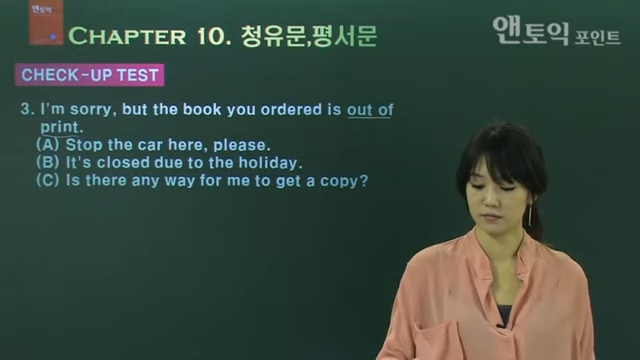 CHAPTER 10. 청유문,평서문
앤토익 포인트
CHECK-UP TEST
3. I'm sorry, but the book you ordered is out of
print.
(A) Stop the car here, please.
(B) It's closed due to the holiday.
(C) Is there any way for me to get a copy?